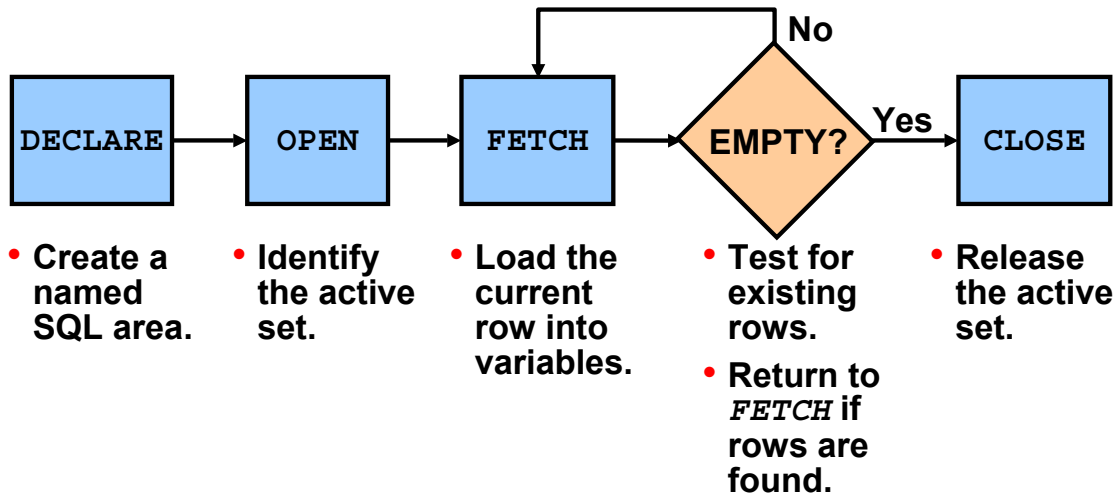 No
DECLARE
OPEN
FETCH
EMPTY?
Yes
CLOSE
• Create a
named
SQL area.
• Identify
the active
set.
• Load the
current
row into
variables.
• Test for
existing
rows.
• Return to
FETCH if
rows are
found.
• Release
the active
set.